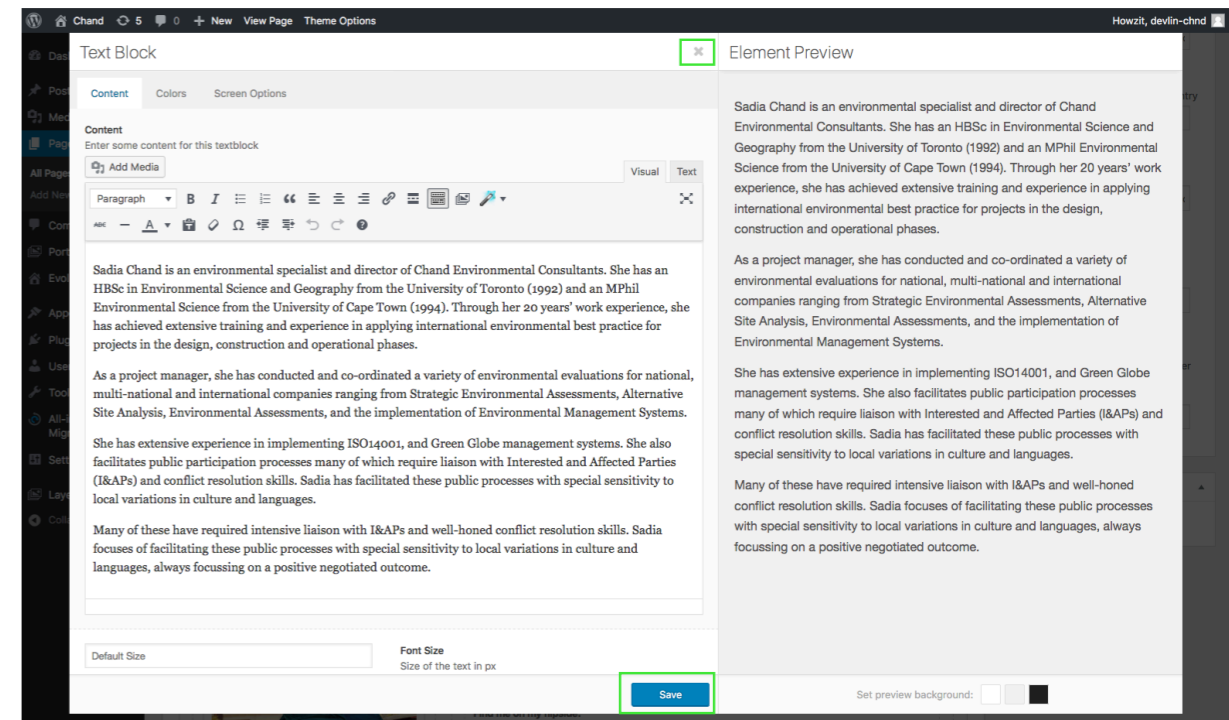 Chand 5 0 + New View Page Theme Options Howzit, devlin-chnd
Text Block × Element Preview
Content Colors Screen Options
Content
Enter some content for this textblock
Add Media
Visual Text
Paragraph B I
ABC A Ω
Sadia Chand is an environmental specialist and director of Chand Environmental Consultants. She has an
HBSc in Environmental Science and Geography from the University of Toronto (1992) and an MPhil
Environmental Science from the University of Cape Town (1994). Through her 20 years' work experience, she
has achieved extensive training and experience in applying international environmental best practice for
projects in the design, construction and operational phases.
As a project manager, she has conducted and co-ordinated a variety of environmental evaluations for national,
multi-national and international companies ranging from Strategic Environmental Assessments, Alternative
Site Analysis, Environmental Assessments, and the implementation of Environmental Management Systems.
She has extensive experience in implementing ISO14001, and Green Globe management systems. She also
facilitates public participation processes many of which require liaison with Interested and Affected Parties
(I&APs) and conflict resolution skills. Sadia has facilitated these public processes with special sensitivity to
local variations in culture and languages.
Many of these have required intensive liaison with I&APs and well-honed conflict resolution skills. Sadia
focuses of facilitating these public processes with special sensitivity to local variations in culture and
languages, always focussing on a positive negotiated outcome.
Default Size
Font Size
Size of the text in px
Save
Sadia Chand is an environmental specialist and director of Chand
Environmental Consultants. She has an HBSc in Environmental Science and
Geography from the University of Toronto (1992) and an MPhil Environmental
Science from the University of Cape Town (1994). Through her 20 years' work
experience, she has achieved extensive training and experience in applying
international environmental best practice for projects in the design,
construction and operational phases.
As a project manager, she has conducted and co-ordinated a variety of
environmental evaluations for national, multi-national and international
companies ranging from Strategic Environmental Assessments, Alternative
Site Analysis, Environmental Assessments, and the implementation of
Environmental Management Systems.
She has extensive experience in implementing ISO14001, and Green Globe
management systems. She also facilitates public participation processes
many of which require liaison with Interested and Affected Parties (I&APs) and
conflict resolution skills. Sadia has facilitated these public processes with
special sensitivity to local variations in culture and languages.
Many of these have required intensive liaison with I&APs and well-honed
conflict resolution skills. Sadia focuses of facilitating these public processes
with special sensitivity to local variations in culture and languages, always
focussing on a positive negotiated outcome.
Set preview background:
Das
Post
Med
Page
All Page
Add New
Com
Port
Evol
App
Plug
Use
Tool
All-i
Migr
Sett
Laye
Coll